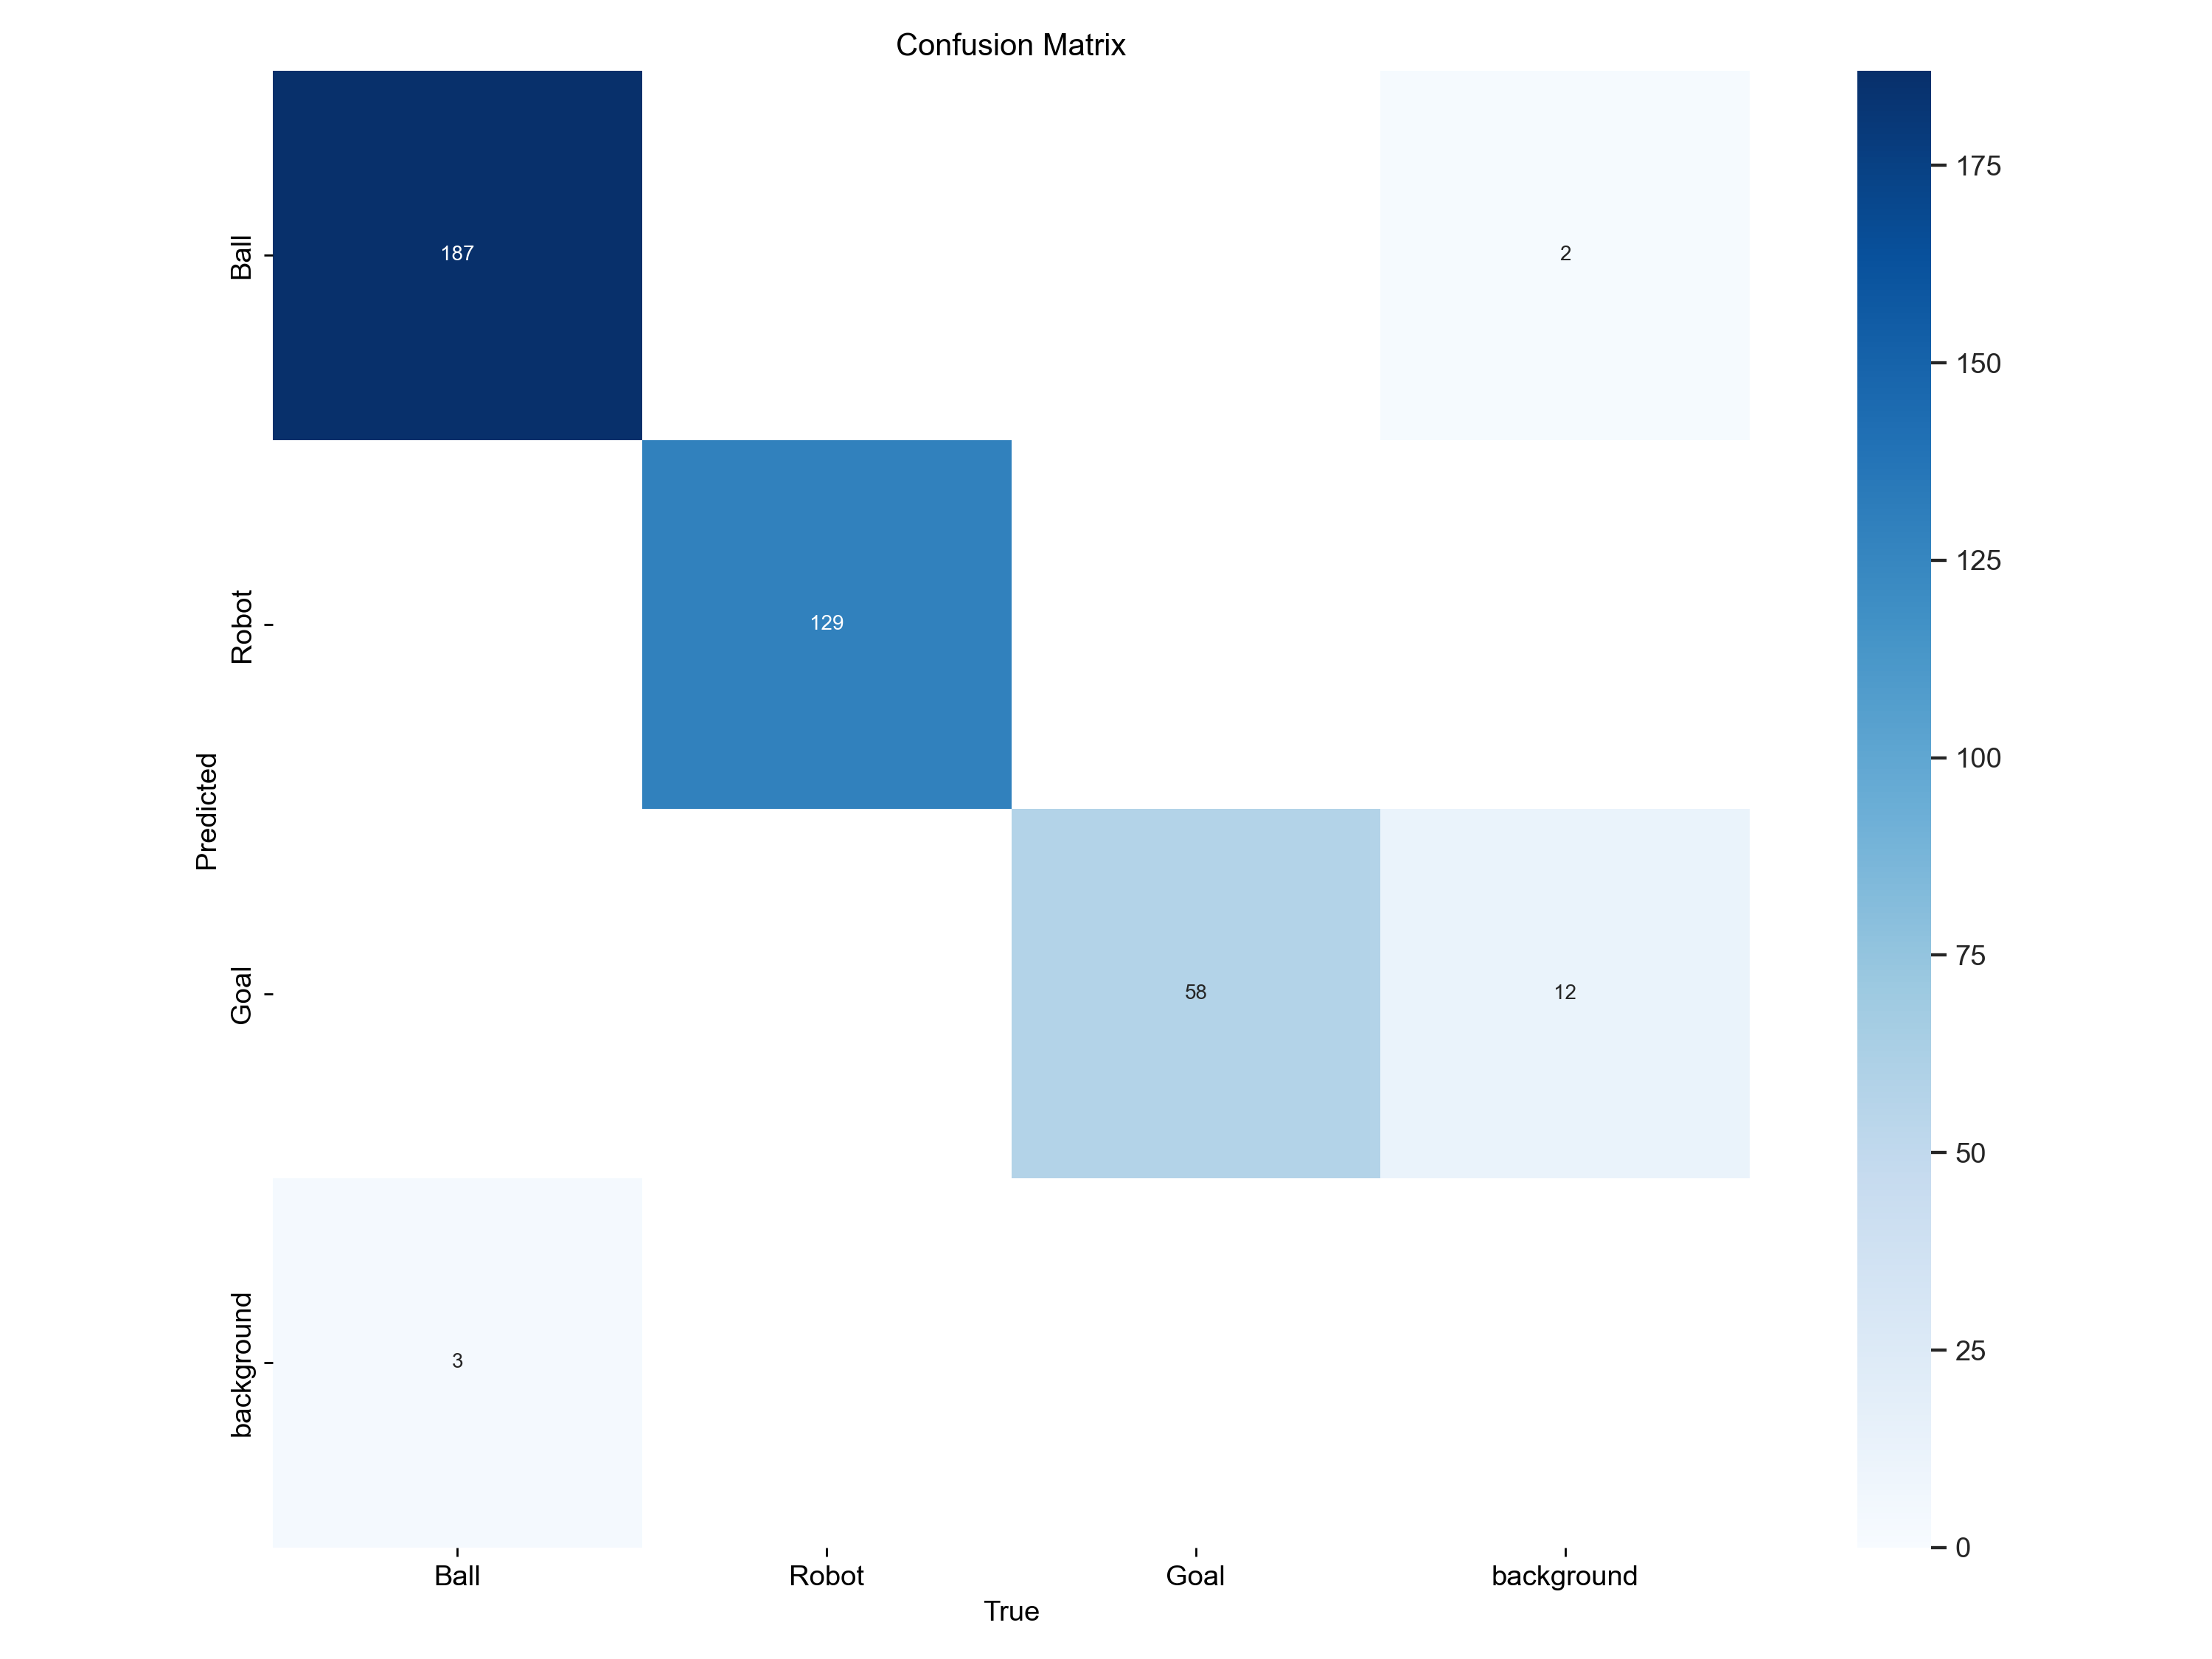 Confusion Matrix
Ball
187
2
Robot
129
Predicted
Goal
58
12
background
3
Ball
Robot
Goal
background
True
175
150
125
100
75
50
25
0